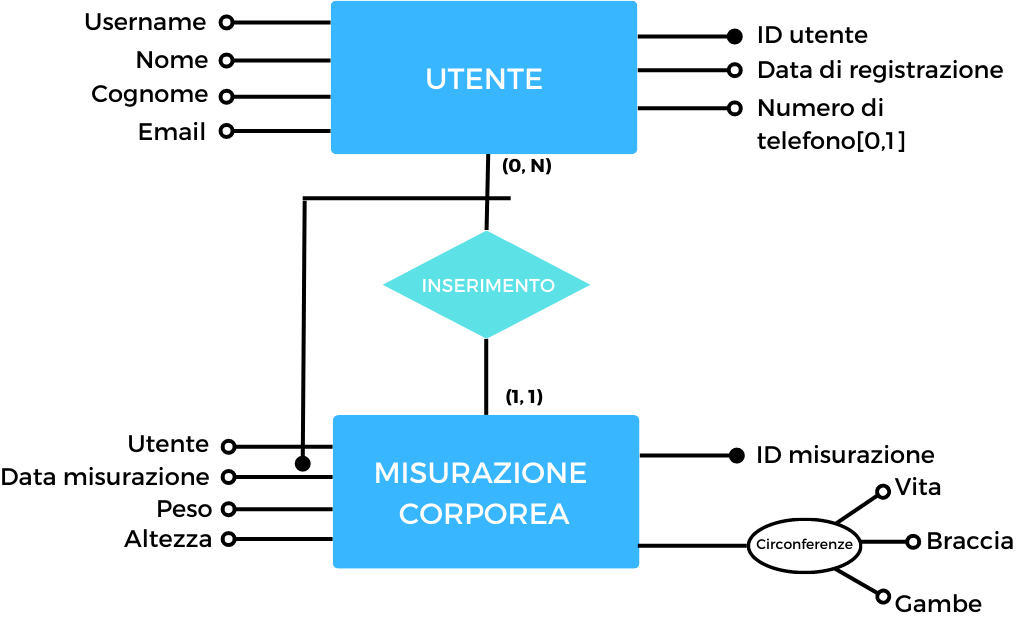 Username
Nome
Cognome
Email
UTENTE
ID utente
Data di registrazione
Numero di
telefono[0,1]
(0, N)
INSERIMENTO
(1, 1)
Utente
Data misurazione
Peso
Altezza
MISURAZIONE
CORPOREA
ID misurazione
Vita
Circonferenze
Braccia
Gambe